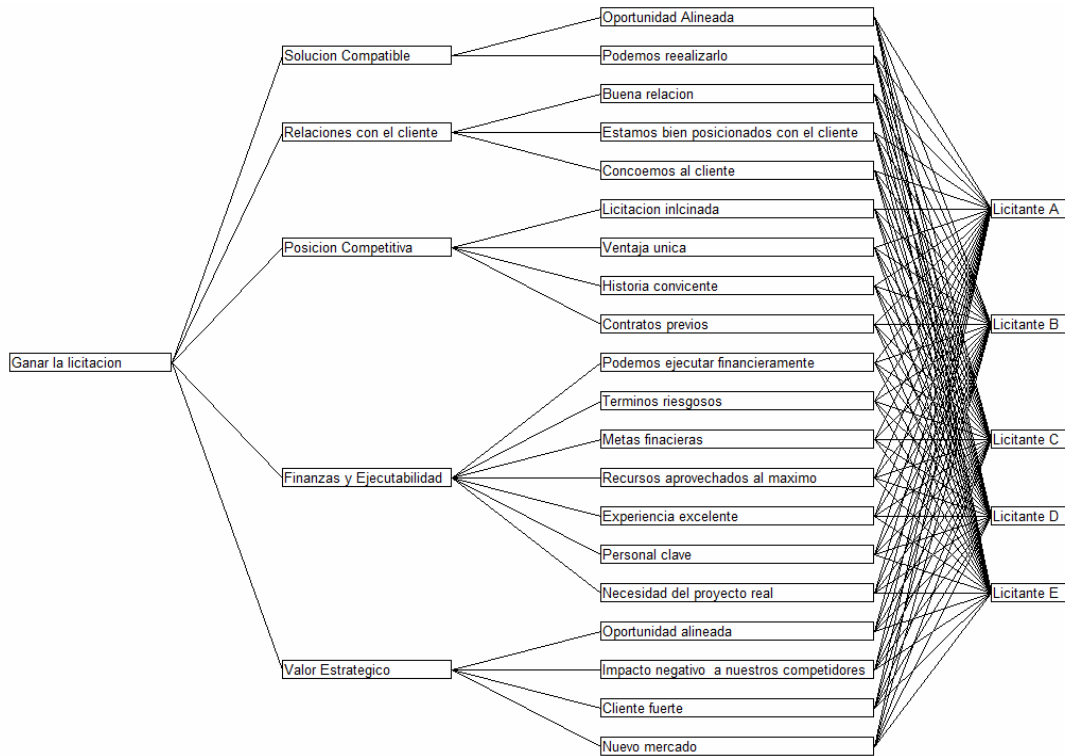 Ganar la licitacion
Solucion Compatible
Relaciones con el cliente
Posicion Competitiva
Finanzas y Ejecutabilidad
Valor Estrategico
Oportunidad Alineada
Podemos reealizarlo
Buena relacion
Estamos bien posicionados con el cliente
Concoemos al cliente
Licitacion inlcinada
Ventaja unica
Historia convicente
Contratos previos
Podemos ejecutar financieramente
Terminos riesgosos
Metas finacieras
Recursos aprovechados al maximo
Experiencia excelente
Personal clave
Necesidad del proyecto real
Oportunidad alineada
Impacto negativo a nuestros competidores
Cliente fuerte
Nuevo mercado
Licitante A
Licitante B
Licitante C
Licitante D
Licitante E